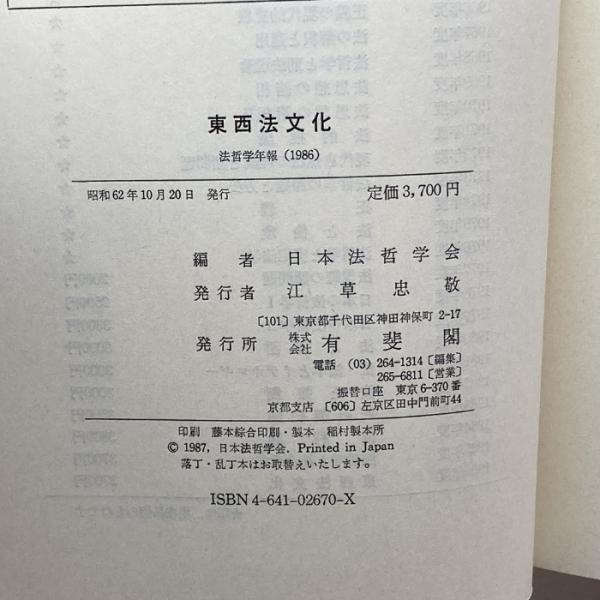 東西法文化
法哲学年報 (1986)
昭和62年10月20日 発行 定価3,700円
編者 日本法哲学会
発行者 江草忠敬
〔101〕東京都千代田区神田神保町 2-17
発行所 株式会社 有斐閣
電話 (03) 264-1314〔編集〕
265-6811〔営業〕
振替口座 東京6-370番
京都支店 〔606〕左京区田中門前町44
印刷 藤本綜合印刷・製本 稲村製本所
© 1987, 日本法哲学会. Printed in Japan
落丁・乱丁本はお取替えいたします。
ISBN 4-641-02670-X